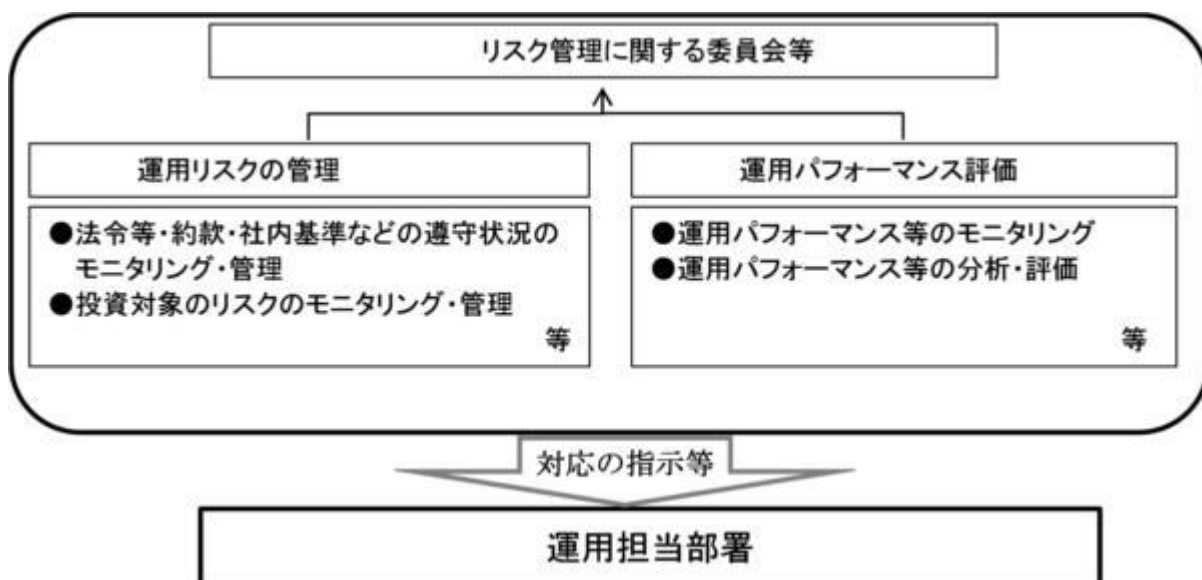 リスク管理に関する委員会等
運用リスクの管理
●法令等・約款・社内基準などの遵守状況の
モニタリング・管理
●投資対象のリスクのモニタリング・管理
等
運用パフォーマンス評価
●運用パフォーマンス等のモニタリング
●運用パフォーマンス等の分析・評価
等
対応の指示等
運用担当部署